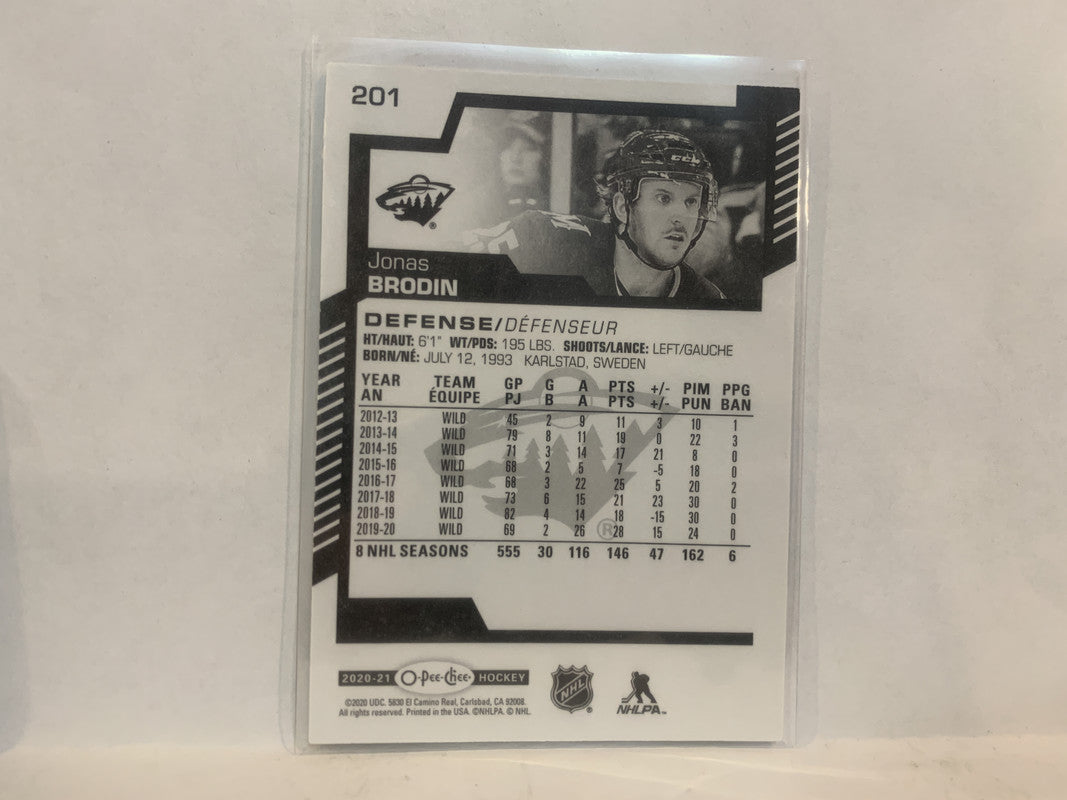 201
CCM
Jonas
BRODIN
DEFENSE/DÉFENSEUR
HT/HAUT: 6'1" WT/PDS: 195 LBS. SHOOTS/LANCE: LEFT/GAUCHE
BORN/NÉ: JULY 12, 1993 KARLSTAD, SWEDEN
YEAR TEAM GP G A PTS +/- PIM PPG
AN ÉQUIPE PJ B A PTS +/- PUN BAN
2012-13 WILD 45 2 9 11 3 10 1
2013-14 WILD 79 8 11 19 0 22 3
2014-15 WILD 71 3 14 17 21 8 0
2015-16 WILD 68 2 5 7 -5 18 0
2016-17 WILD 68 3 22 25 5 20 2
2017-18 WILD 73 6 15 21 23 30 0
2018-19 WILD 82 4 14 18 -15 30 0
2019-20 WILD 69 2 26 28 15 24 0
8 NHL SEASONS 555 30 116 146 47 162 6
2020-21 O-Pee-Chee HOCKEY
NHL
NHLPA™
©2020 UDC. 5830 El Camino Real, Carlsbad, CA 92008.
All rights reserved. Printed in the USA. ©NHLPA. © NHL.